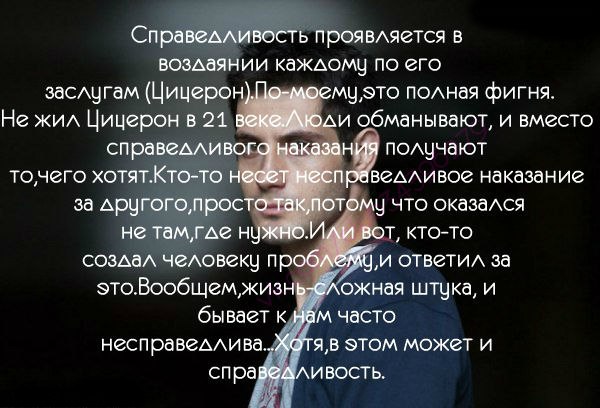 Справедливость проявляется в
воздаянии каждому по его
заслугам (Цицерон).По-моему,это полная фигня.
Не жил Цицерон в 21 веке.Люди обманывают, и вместо
справедливого наказания получают
то,чего хотят.Кто-то несет несправедливое наказание
за другого,просто так,потому что оказался
не там,где нужно.Или вот, кто-то
создал человеку проблему,и ответил за
это.Вообщем,жизнь-сложная штука, и
бывает к нам часто
несправедлива...Хотя,в этом может и
справедливость.